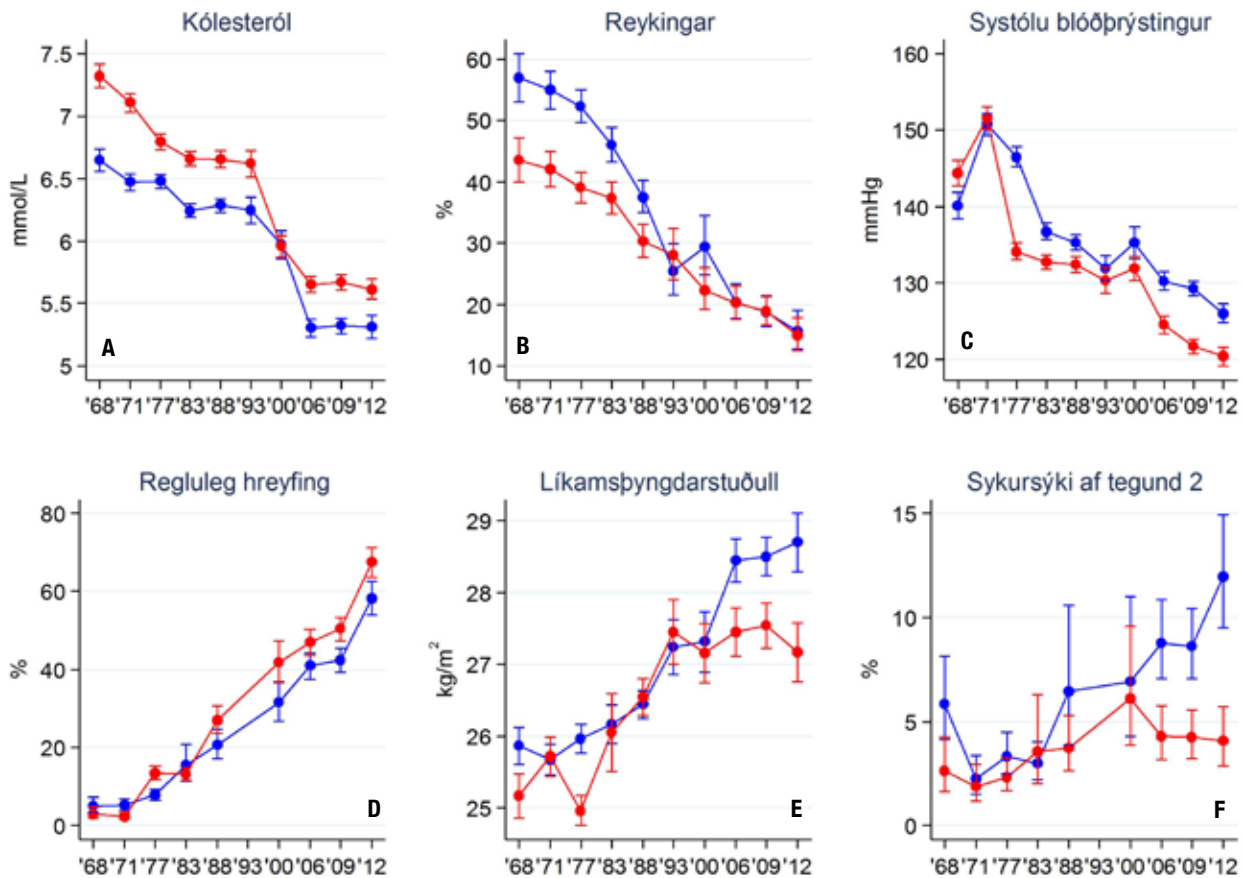 Kólesteról
7.5
7
6.5
6
5.5
5
mmol/L
A
'68 '71 '77 '83 '88 '93 '00 '06 '09 '12
Reykingar
60
50
40
30
20
10
%
B
'68 '71 '77 '83 '88 '93 '00 '06 '09 '12
Systólu blóðþrýstingur
160
150
140
130
120
mmHg
C
'68 '71 '77 '83 '88 '93 '00 '06 '09 '12
Regluleg hreyfing
80
60
40
20
0
%
D
'68 '71 '77 '83 '88 '93 '00 '06 '09 '12
Líkamsþyngdarstuðull
29
28
27
26
25
kg/m²
E
'68 '71 '77 '83 '88 '93 '00 '06 '09 '12
Sykursýki af tegund 2
15
10
5
0
%
F
'68 '71 '77 '83 '88 '93 '00 '06 '09 '12